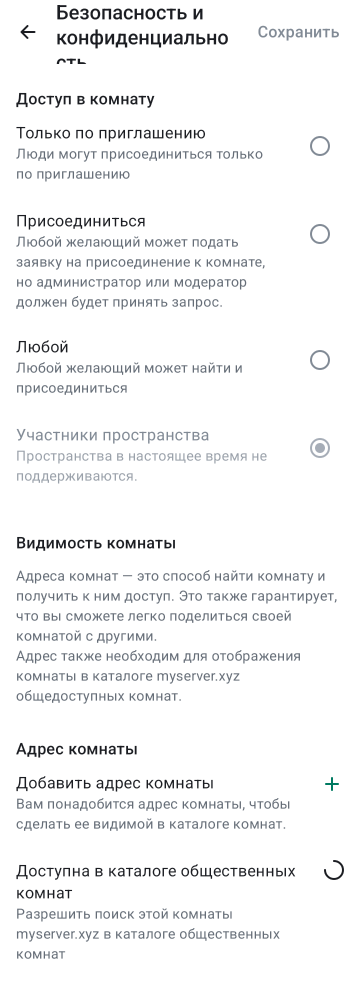 Безопасность и
конфиденциально
сть
Сохранить
Доступ в комнату
Только по приглашению
Люди могут присоединиться только
по приглашению
Присоединиться
Любой желающий может подать
заявку на присоединение к комнате,
но администратор или модератор
должен будет принять запрос.
Любой
Любой желающий может найти и
присоединиться
Участники пространства
Пространства в настоящее время не
поддерживаются.
Видимость комнаты
Адреса комнат — это способ найти комнату и
получить к ним доступ. Это также гарантирует,
что вы сможете легко поделиться своей
комнатой с другими.
Адрес также необходим для отображения
комнаты в каталоге myserver.xyz
общедоступных комнат.
Адрес комнаты
Добавить адрес комнаты
Вам понадобится адрес комнаты, чтобы
сделать ее видимой в каталоге комнат.
Доступна в каталоге общественных
комнат
Разрешить поиск этой комнаты
myserver.xyz в каталоге общественных
комнат